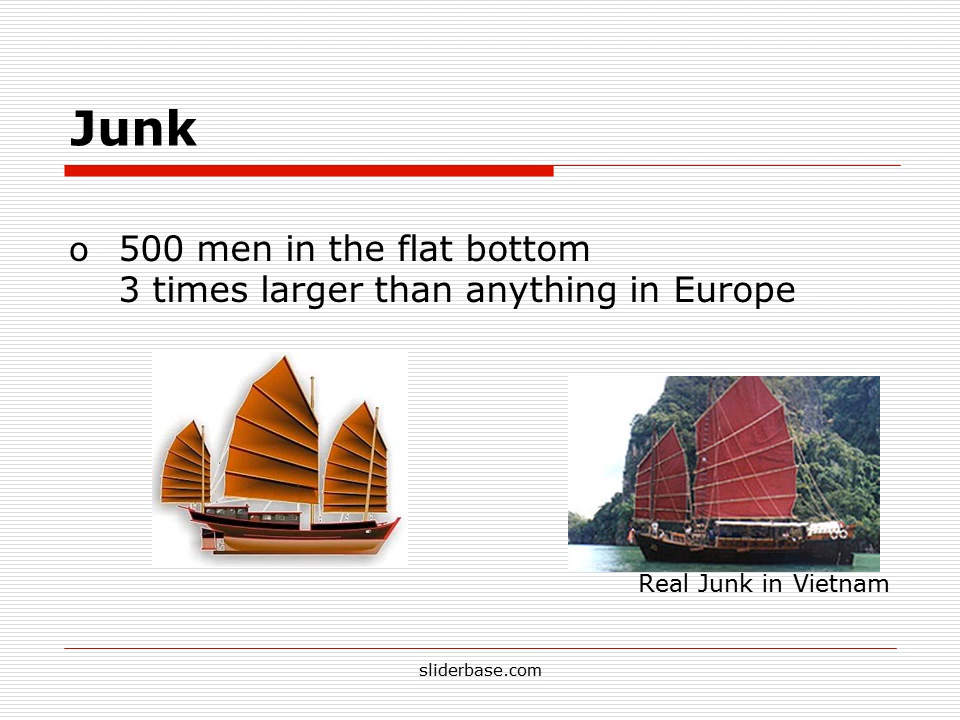 Junk
o 500 men in the flat bottom
3 times larger than anything in Europe
Real Junk in Vietnam
sliderbase.com